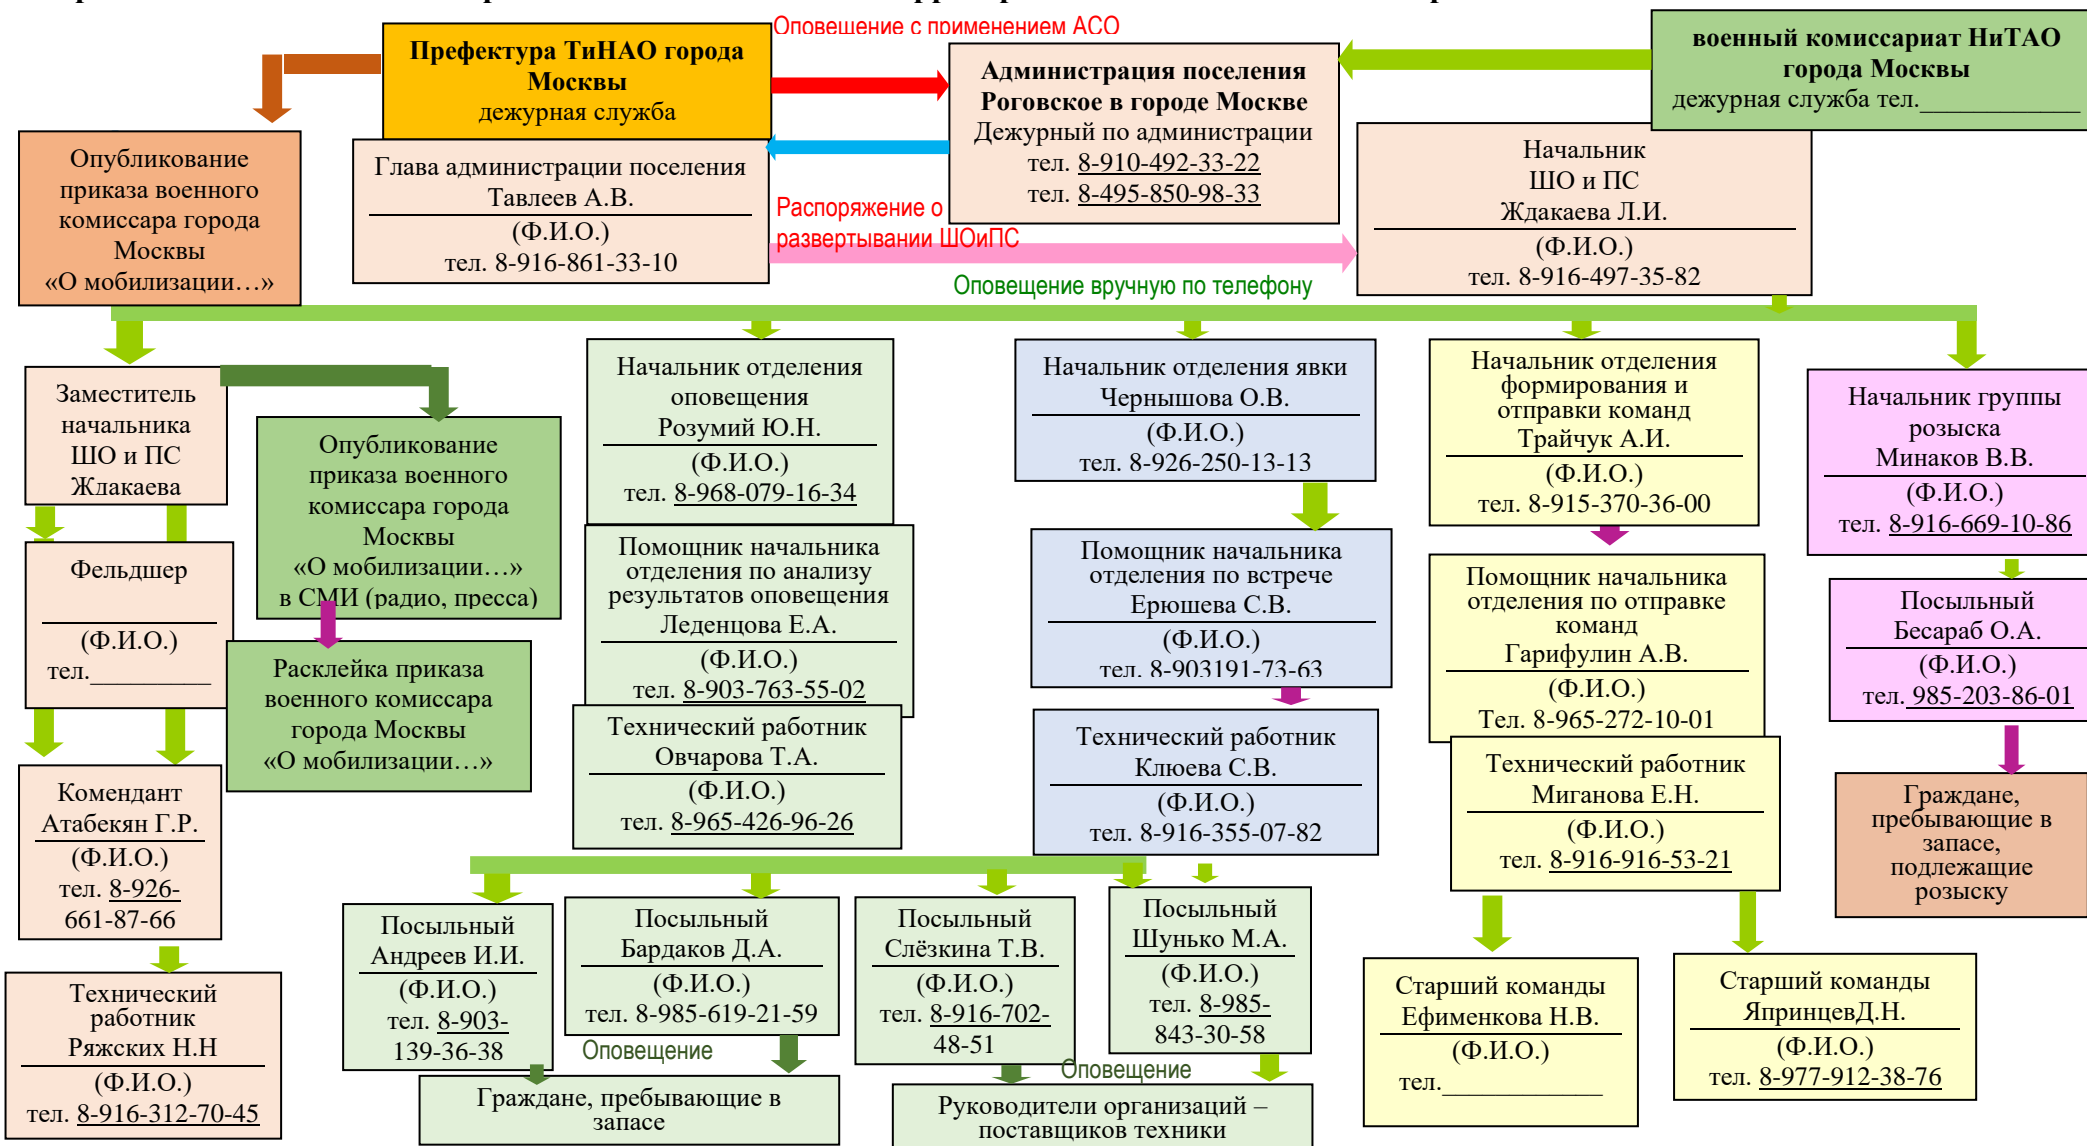 Оповещение с применением АСО
Префектура ТиНАО города
Москвы
дежурная служба
Администрация поселения
Роговское в городе Москве
Дежурный по администрации
тел. 8-910-492-33-22
тел. 8-495-850-98-33
военный комиссариат НиТАО
города Москвы
дежурная служба тел.____________
Опубликование
приказа военного
комиссара города
Москвы
«О мобилизации…»
Глава администрации поселения
Тавлеев А.В.
(Ф.И.О.)
тел. 8-916-861-33-10
Распоряжение о
развертывании ШОиПС
Начальник
ШО и ПС
Ждакаева Л.И.
(Ф.И.О.)
тел. 8-916-497-35-82
Оповещение вручную по телефону
Заместитель
начальника
ШО и ПС
Ждакаева
Опубликование
приказа военного
комиссара города
Москвы
«О мобилизации…»
в СМИ (радио, пресса)
Расклейка приказа
военного комиссара
города Москвы
«О мобилизации…»
Фельдшер
(Ф.И.О.)
тел._________
Комендант
Атабекян Г.Р.
(Ф.И.О.)
тел. 8-926-
661-87-66
Технический
работник
Ряжских Н.Н
(Ф.И.О.)
тел. 8-916-312-70-45
Начальник отделения
оповещения
Розумий Ю.Н.
(Ф.И.О.)
тел. 8-968-079-16-34
Помощник начальника
отделения по анализу
результатов оповещения
Леденцова Е.А.
(Ф.И.О.)
тел. 8-903-763-55-02
Технический работник
Овчарова Т.А.
(Ф.И.О.)
тел. 8-965-426-96-26
Начальник отделения явки
Чернышова О.В.
(Ф.И.О.)
тел. 8-926-250-13-13
Помощник начальника
отделения по встрече
Ерюшева С.В.
(Ф.И.О.)
тел. 8-903191-73-63
Технический работник
Клюева С.В.
(Ф.И.О.)
тел. 8-916-355-07-82
Начальник отделения
формирования и
отправки команд
Трайчук А.И.
(Ф.И.О.)
тел. 8-915-370-36-00
Помощник начальника
отделения по отправке
команд
Гарифулин А.В.
(Ф.И.О.)
Тел. 8-965-272-10-01
Технический работник
Миганова Е.Н.
(Ф.И.О.)
тел. 8-916-916-53-21
Начальник группы
розыска
Минаков В.В.
(Ф.И.О.)
тел. 8-916-669-10-86
Посыльный
Бесараб О.А.
(Ф.И.О.)
тел. 985-203-86-01
Граждане,
пребывающие в
запасе,
подлежащие
розыску
Посыльный
Андреев И.И.
(Ф.И.О.)
тел. 8-903-
139-36-38
Посыльный
Бардаков Д.А.
(Ф.И.О.)
тел. 8-985-619-21-59
Посыльный
Слёзкина Т.В.
(Ф.И.О.)
тел. 8-916-702-
48-51
Посыльный
Шунько М.А.
(Ф.И.О.)
тел. 8-985-
843-30-58
Старший команды
Ефименкова Н.В.
(Ф.И.О.)
тел.____________
Старший команды
ЯпринцевД.Н.
(Ф.И.О.)
тел. 8-977-912-38-76
Оповещение
Оповещение
Граждане, пребывающие в
запасе
Руководители организаций –
поставщиков техники